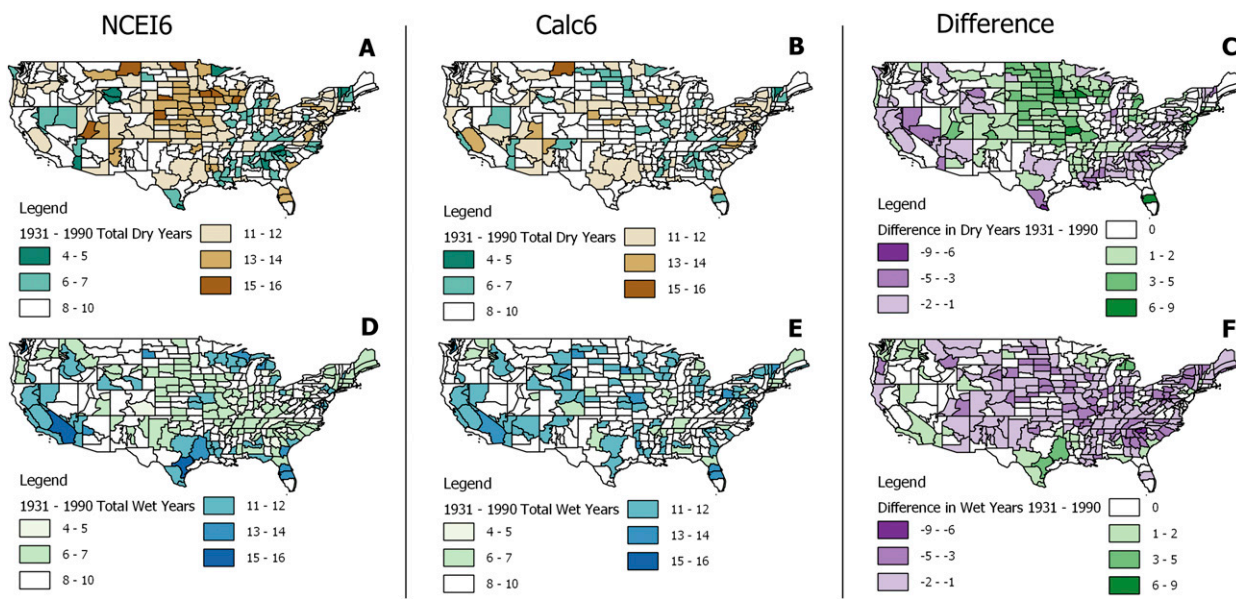 NCEI6
Calc6
Difference
A
B
C
Legend
1931 - 1990 Total Dry Years
4 - 5
6 - 7
8 - 10
11 - 12
13 - 14
15 - 16
Legend
1931 - 1990 Total Dry Years
4 - 5
6 - 7
8 - 10
11 - 12
13 - 14
15 - 16
Legend
Difference in Dry Years 1931 - 1990
-9 - -6
-5 - -3
-2 - -1
0
1 - 2
3 - 5
6 - 9
D
E
F
Legend
1931 - 1990 Total Wet Years
4 - 5
6 - 7
8 - 10
11 - 12
13 - 14
15 - 16
Legend
1931 - 1990 Total Wet Years
4 - 5
6 - 7
8 - 10
11 - 12
13 - 14
15 - 16
Legend
Difference in Wet Years 1931 - 1990
-9 - -6
-5 - -3
-2 - -1
0
1 - 2
3 - 5
6 - 9